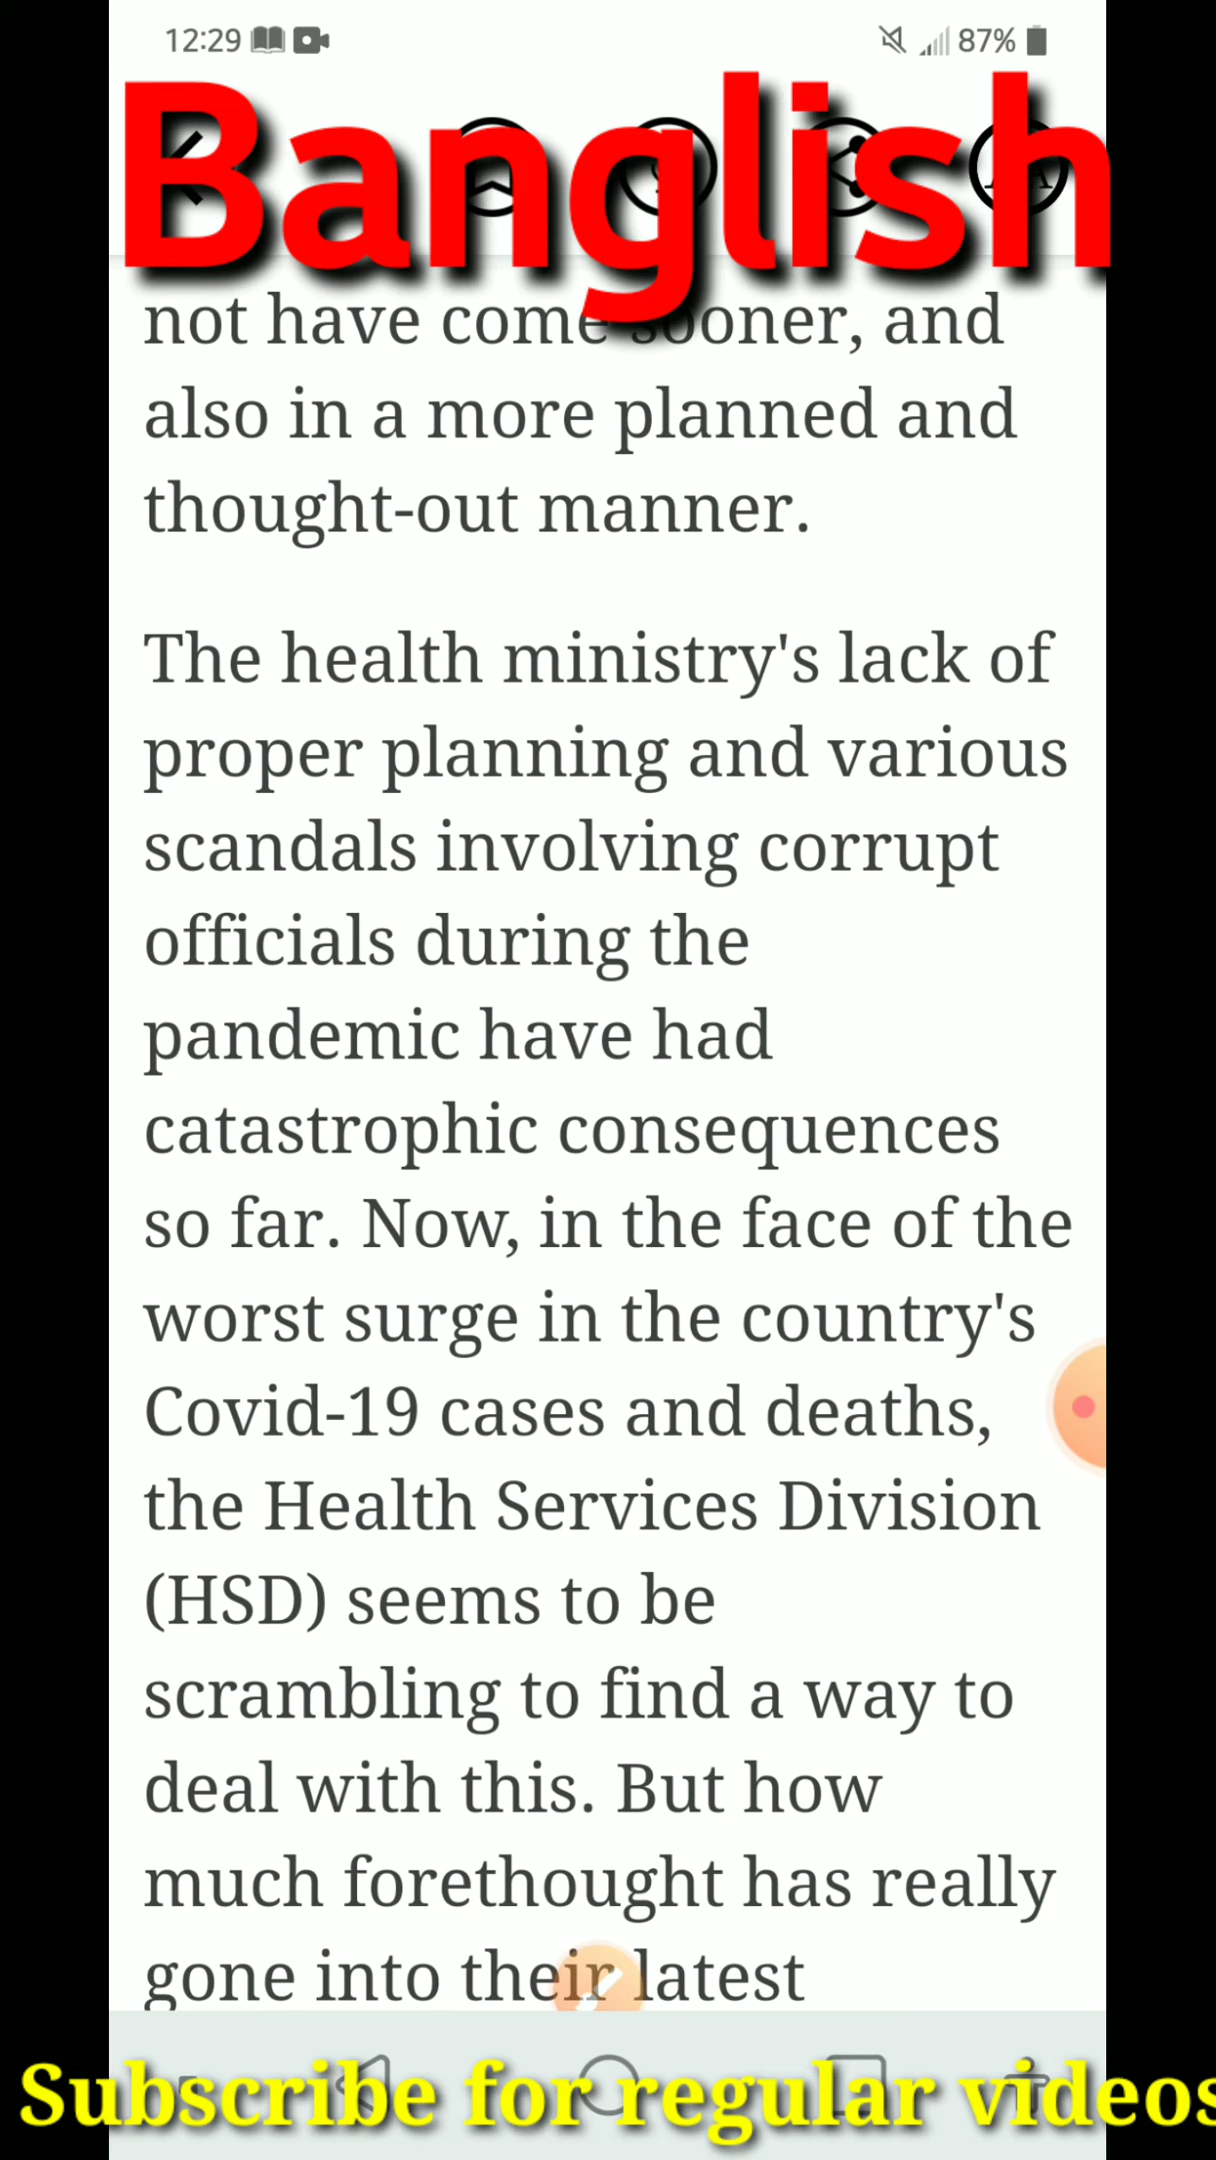 12:29
87%
Banglish
not have come sooner, and
also in a more planned and
thought-out manner.
The health ministry's lack of
proper planning and various
scandals involving corrupt
officials during the
pandemic have had
catastrophic consequences
so far. Now, in the face of the
worst surge in the country's
Covid-19 cases and deaths,
the Health Services Division
(HSD) seems to be
scrambling to find a way to
deal with this. But how
much forethought has really
gone into their latest
Subscribe for regular videos